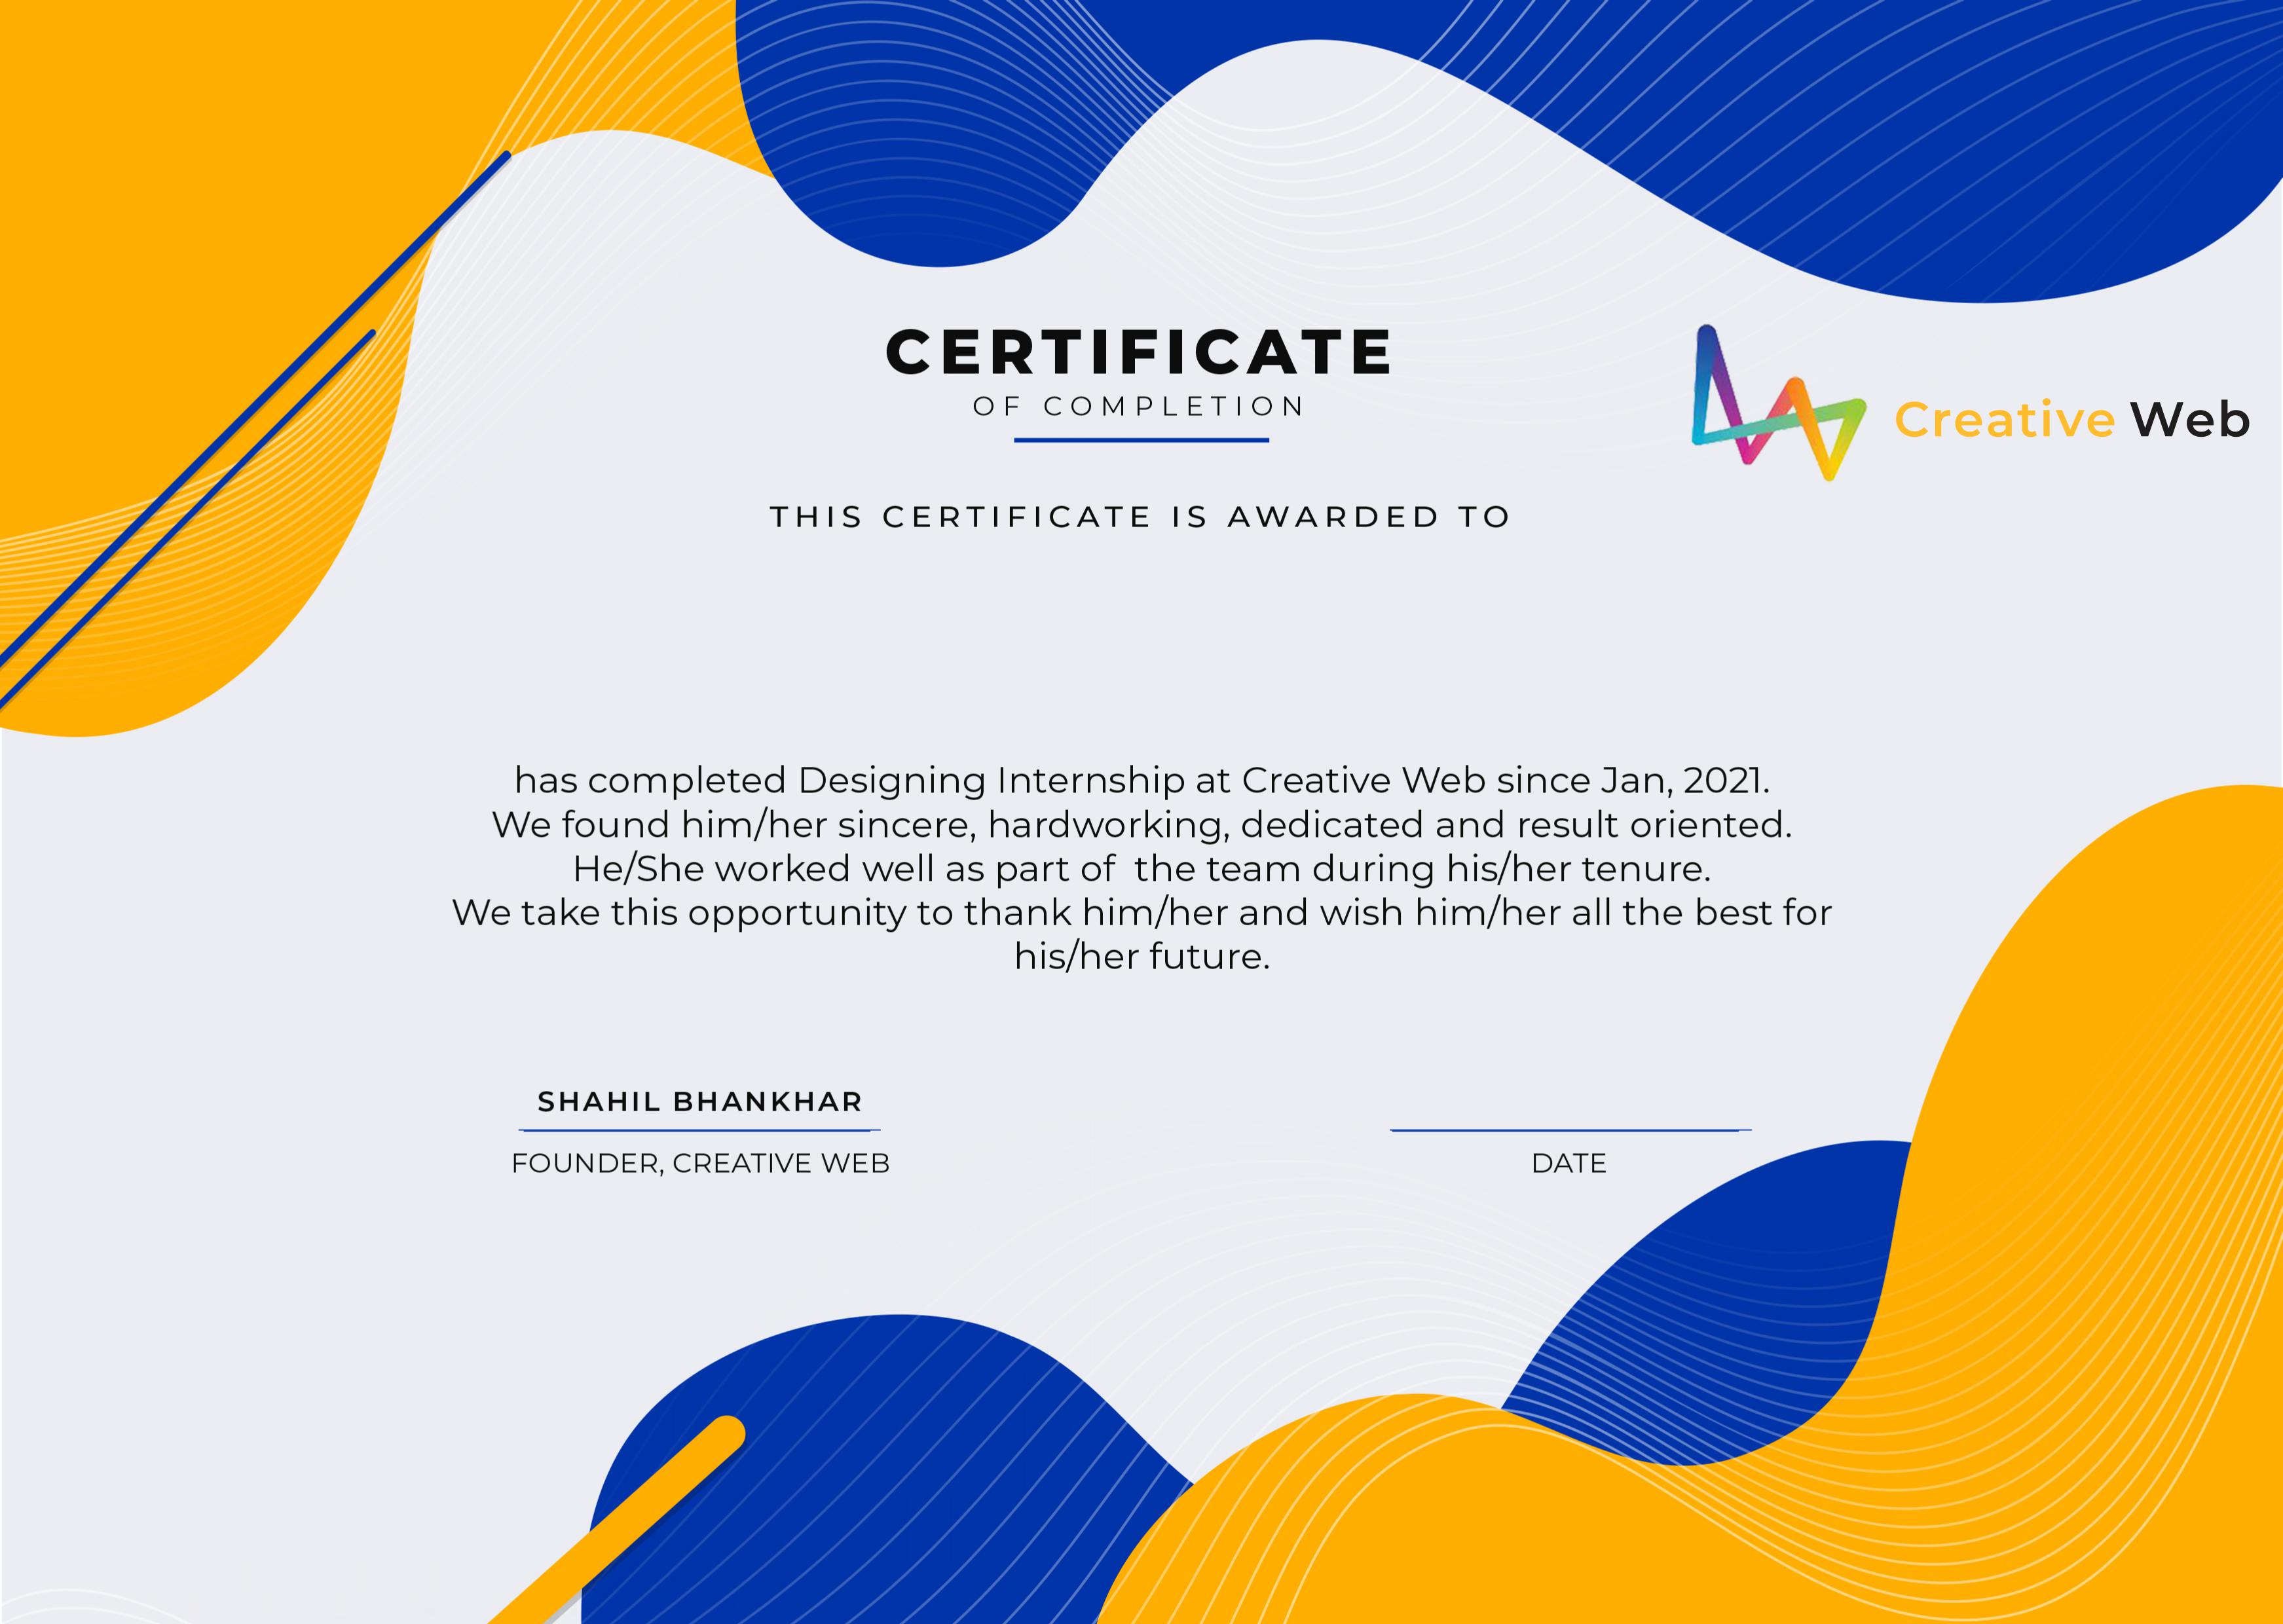 CERTIFICATE
OF COMPLETION
Creative Web
THIS CERTIFICATE IS AWARDED TO
has completed Designing Internship at Creative Web since Jan, 2021.
We found him/her sincere, hardworking, dedicated and result oriented.
He/She worked well as part of  the team during his/her tenure.
We take this opportunity to thank him/her and wish him/her all the best for
his/her future.
SHAHIL BHANKHAR
FOUNDER, CREATIVE WEB
DATE